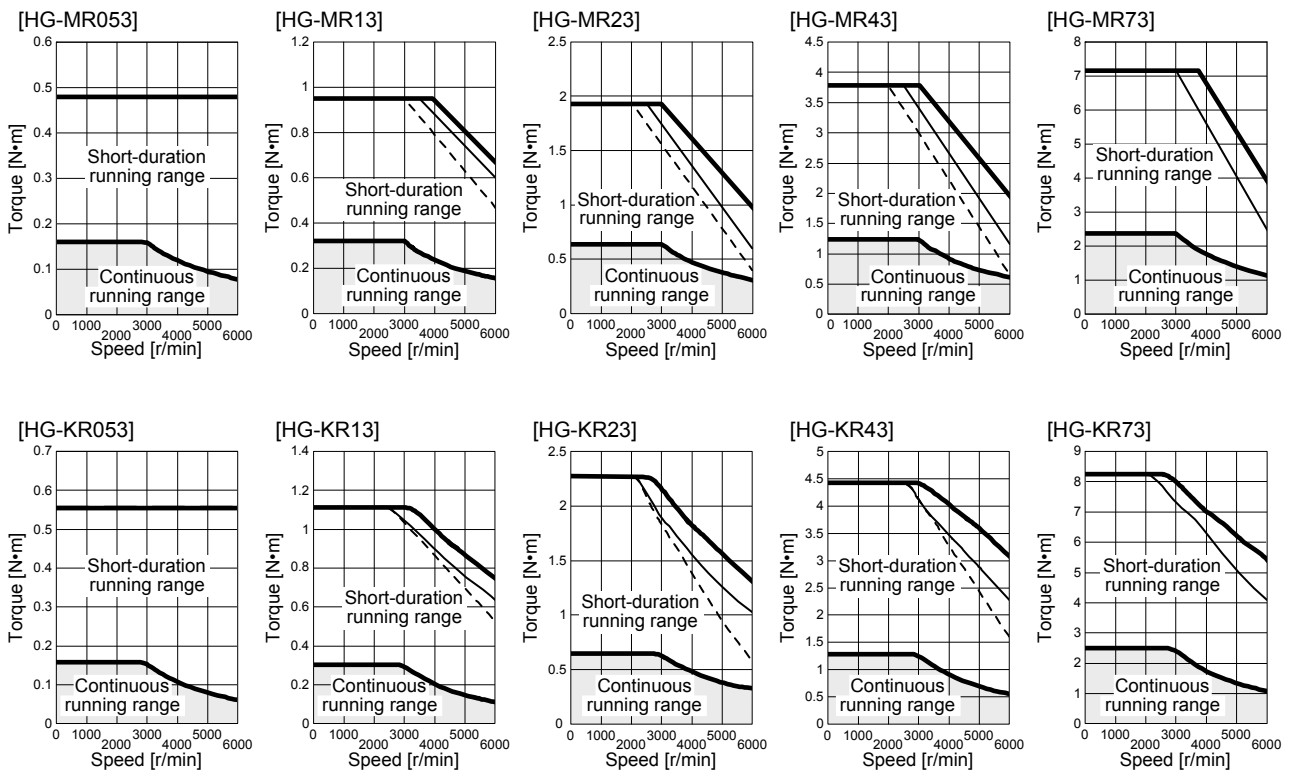 [HG-MR053]
0.6
0.5
0.4
0.3
0.2
0.1
0
Torque [N•m]
Short-duration
running range
Continuous
running range
0 1000 2000 3000 4000 5000 6000
Speed [r/min]
[HG-MR13]
1.2
1
0.8
0.6
0.4
0.2
0
Torque [N•m]
Short-duration
running range
Continuous
running range
0 1000 2000 3000 4000 5000 6000
Speed [r/min]
[HG-MR23]
2.5
2
1.5
1
0.5
0
Torque [N•m]
Short-duration
running range
Continuous
running range
0 1000 2000 3000 4000 5000 6000
Speed [r/min]
[HG-MR43]
4.5
4
3.5
3
2.5
2
1.5
1
0.5
0
Torque [N•m]
Short-duration
running range
Continuous
running range
0 1000 2000 3000 4000 5000 6000
Speed [r/min]
[HG-MR73]
8
7
6
5
4
3
2
1
0
Torque [N•m]
Short-duration
running range
Continuous
running range
0 1000 2000 3000 4000 5000 6000
Speed [r/min]
[HG-KR053]
0.7
0.6
0.5
0.4
0.3
0.2
0.1
0
Torque [N•m]
Short-duration
running range
Continuous
running range
0 1000 2000 3000 4000 5000 6000
Speed [r/min]
[HG-KR13]
1.4
1.2
1.0
0.8
0.6
0.4
0.2
0
Torque [N•m]
Short-duration
running range
Continuous
running range
0 1000 2000 3000 4000 5000 6000
Speed [r/min]
[HG-KR23]
2.5
2
1.5
1
0.5
0
Torque [N•m]
Short-duration
running range
Continuous
running range
0 1000 2000 3000 4000 5000 6000
Speed [r/min]
[HG-KR43]
5
4.5
4
3.5
3
2.5
2
1.5
1
0.5
0
Torque [N•m]
Short-duration
running range
Continuous
running range
0 1000 2000 3000 4000 5000 6000
Speed [r/min]
[HG-KR73]
9
8
7
6
5
4
3
2
1
0
Torque [N•m]
Short-duration
running range
Continuous
running range
0 1000 2000 3000 4000 5000 6000
Speed [r/min]